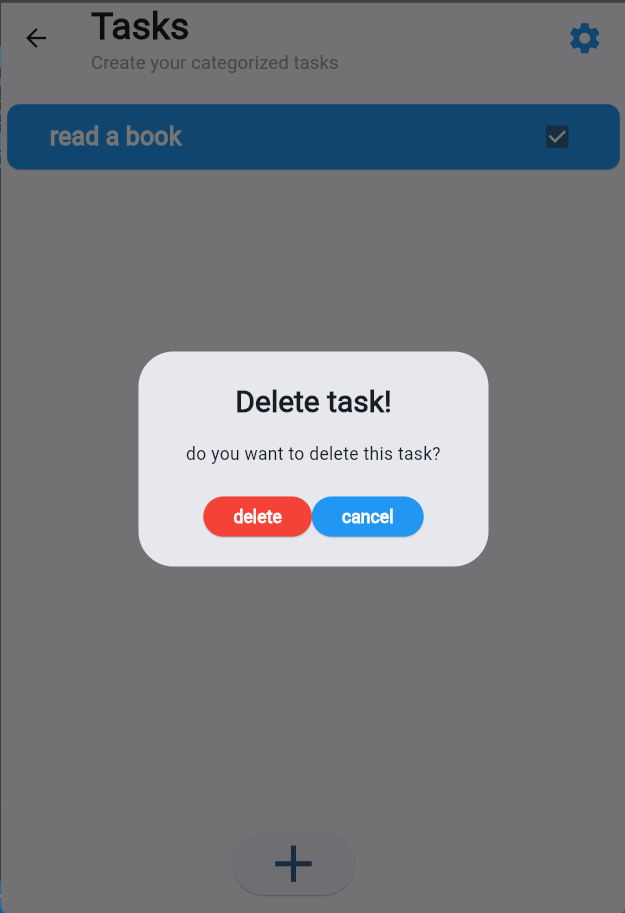 Tasks
Create your categorized tasks
read a book
Delete task!
do you want to delete this task?
delete cancel